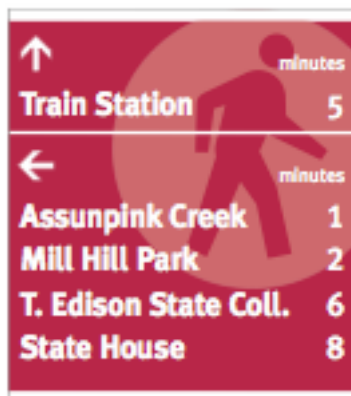 ↑ minutes
Train Station 5
← minutes
Assunpink Creek 1
Mill Hill Park 2
T. Edison State Coll. 6
State House 8